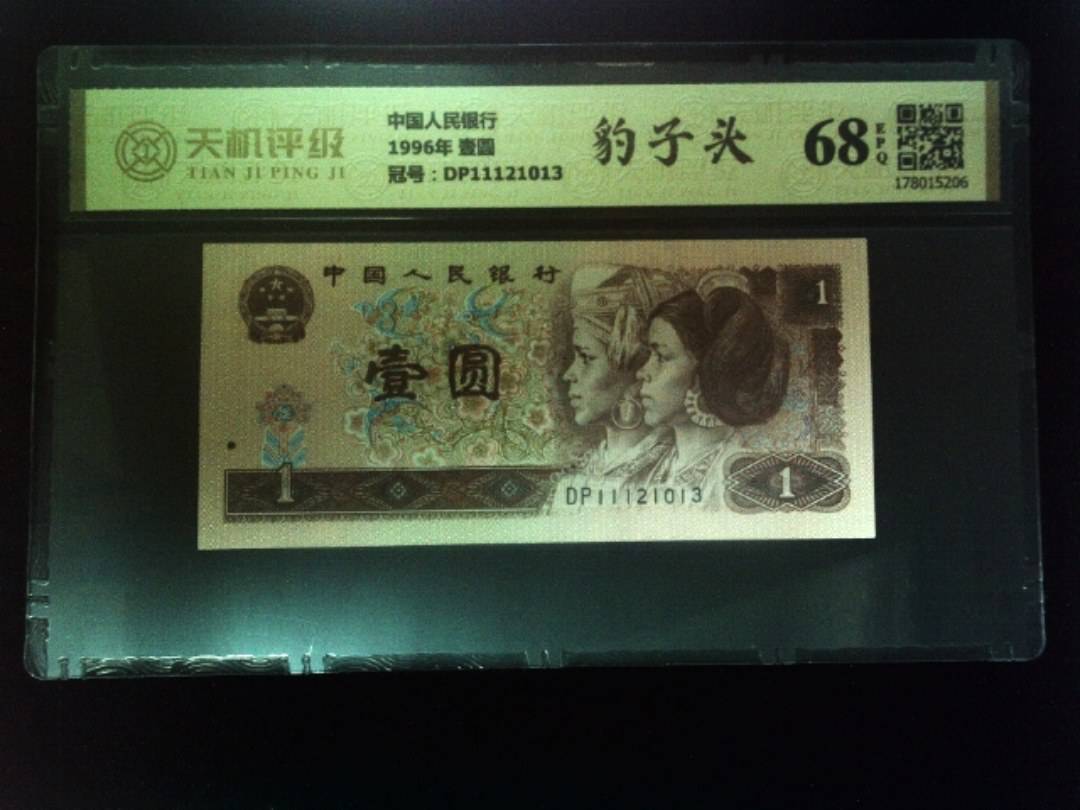 天机评级
TIAN JI PING JI
中国人民银行
1996年 壹圆
冠号：DP11121013
豹子头
68
EPQ
178015206
中国人民银行
1
壹圆
1
DP11121013
1